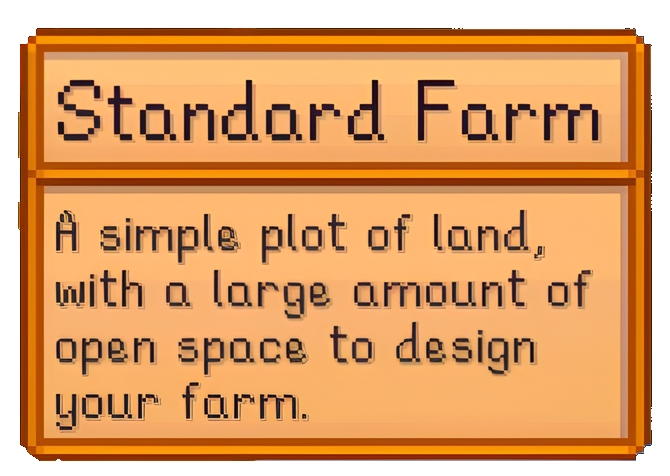 Standard Farm
A simple plot of land,
with a large amount of
open space to design
your farm.